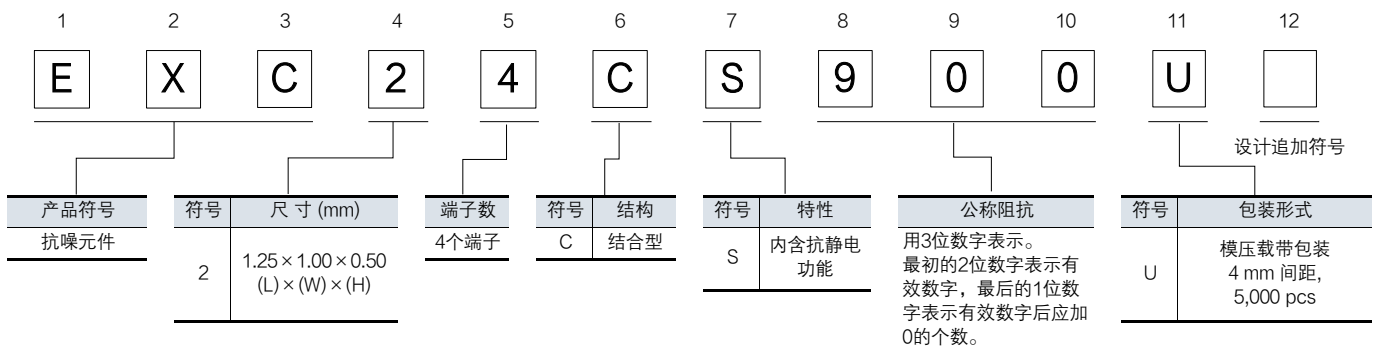 1 2 3 4 5 6 7 8 9 10 11 12
E X C 2 4 C S 9 0 0 U
设计追加符号
产品符号
抗噪元件
符号 尺 寸 (mm)
2 1.25×1.00×0.50
(L)×(W)×(H)
端子数
4个端子
符号 结构
C 结合型
符号 特性
S 内含抗静电
功能
公称阻抗
用3位数字表示。
最初的2位数字表示有
效数字，最后的1位数
字表示有效数字后应加
0的个数。
符号 包装形式
U 模压载带包装
4 mm 间距,
5,000 pcs